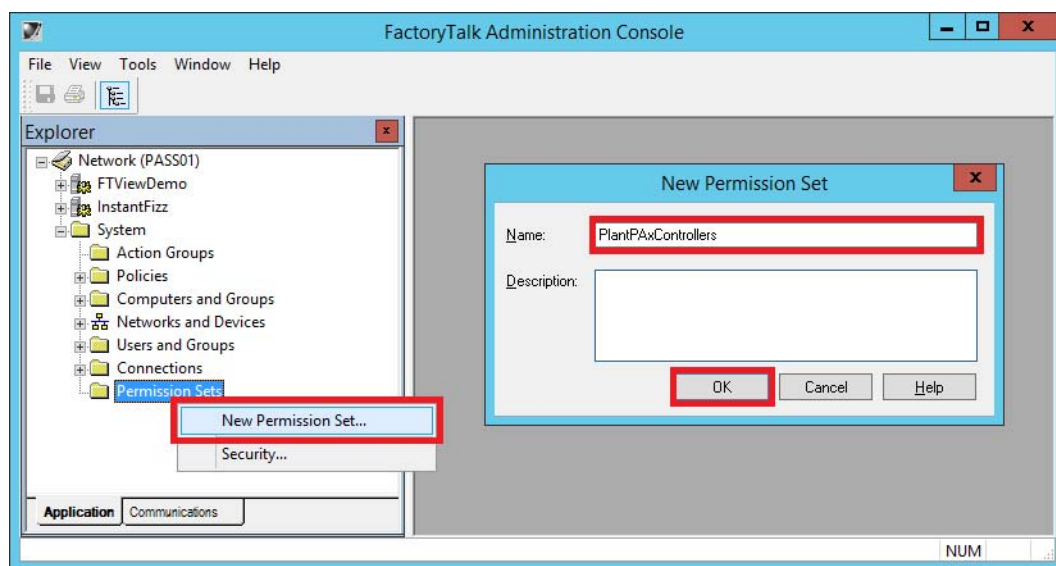 FactoryTalk Administration Console
File View Tools Window Help
Explorer
Network (PASS01)
FTViewDemo
InstantFizz
System
Action Groups
Policies
Computers and Groups
Networks and Devices
Users and Groups
Connections
Permission Sets
New Permission Set...
Security...
Application Communications
New Permission Set
Name: PlantPAxControllers
Description:
OK Cancel Help
NUM